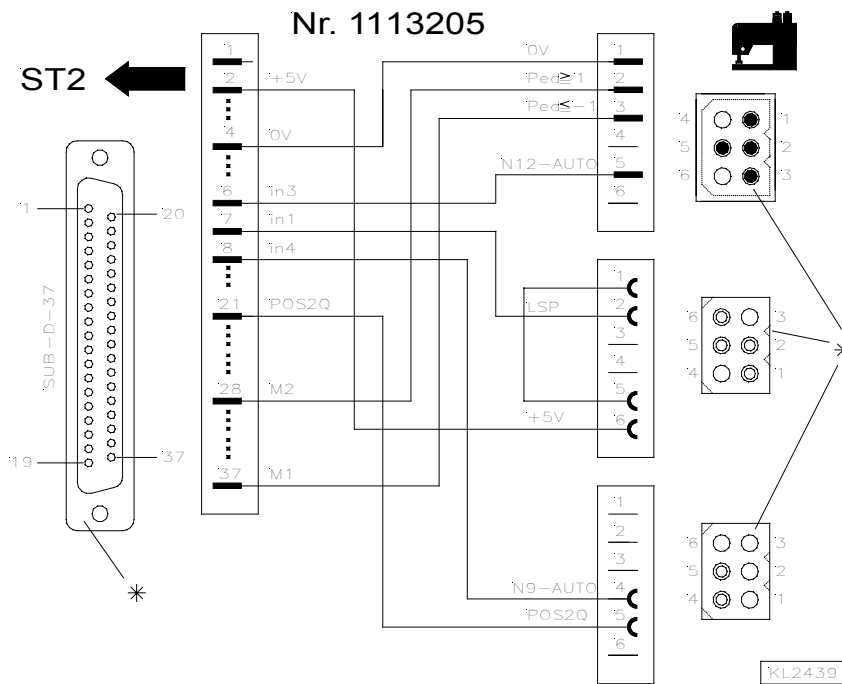 Nr. 1113205
ST2
1
2 +5V
4 0V
6 in3
7 in1
8 in4
21 POS2Q
28 M2
37 M1
1
20
SUB-D-37
19
37
0V 1
Ped≥1 2
Ped≤-1 3
4
N12-AUTO 5
6
1
LSP 2
3
4
5
+5V 6
1
2
3
N9-AUTO 4
POS2Q 5
6
4 1
5 2
6 3
6 3
5 2
4 1
6 3
5 2
4 1
KL2439